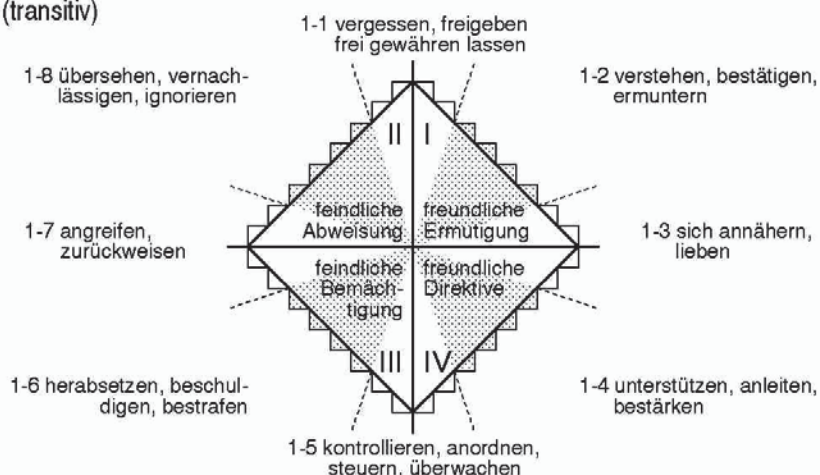 (transitiv)
1-1 vergessen, freigeben
frei gewähren lassen
1-8 übersehen, vernach-
lässigen, ignorieren
1-2 verstehen, bestätigen,
ermuntern
II I
feindliche
Abweisung
freundliche
Ermutigung
1-7 angreifen,
zurückweisen
1-3 sich annähern,
lieben
feindliche
Bemäch-
tigung
freundliche
Direktive
III IV
1-6 herabsetzen, beschul-
digen, bestrafen
1-4 unterstützen, anleiten,
bestärken
1-5 kontrollieren, anordnen,
steuern, überwachen